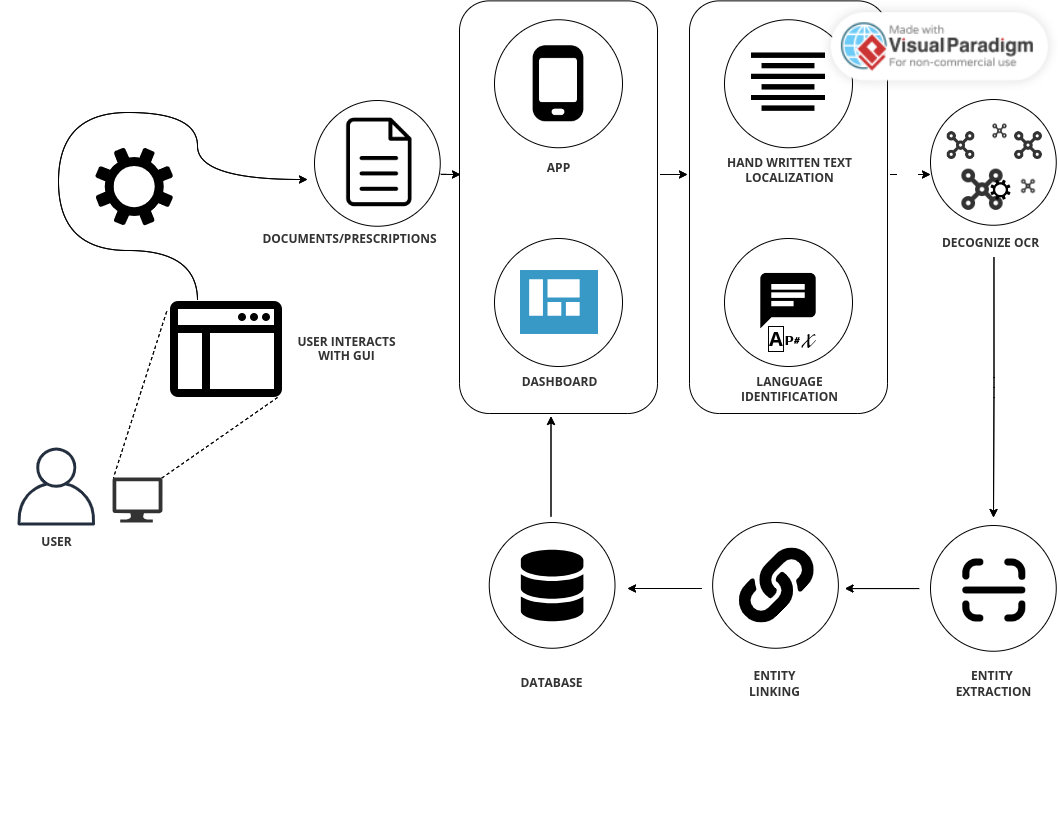 Made with
Visual Paradigm
For non-commercial use
APP
HAND WRITTEN TEXT
LOCALIZATION
DOCUMENTS/PRESCRIPTIONS
DECOGNIZE OCR
USER INTERACTS
WITH GUI
A P# X
DASHBOARD
LANGUAGE
IDENTIFICATION
USER
DATABASE
ENTITY
LINKING
ENTITY
EXTRACTION